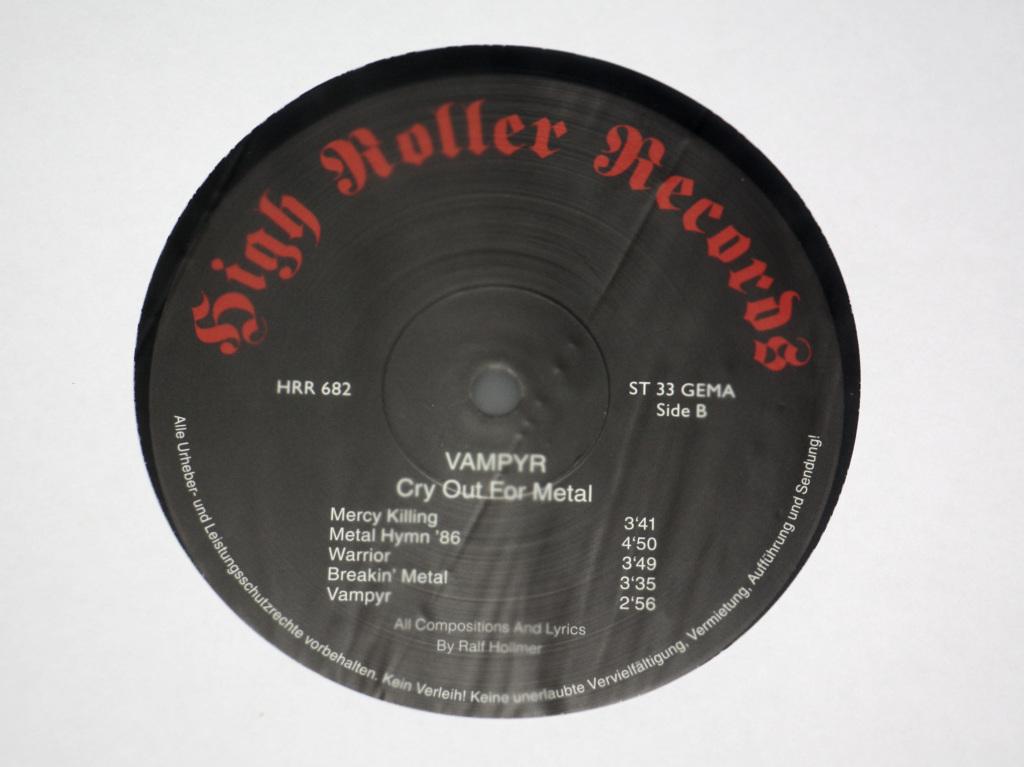 High Roller Records
HRR 682
ST 33 GEMA
Side B
VAMPYR
Cry Out For Metal
Mercy Killing 3'41
Metal Hymn '86 4'50
Warrior 3'49
Breakin' Metal 3'35
Vampyr 2'56
All Compositions And Lyrics
By Ralf Hollmer
Alle Urheber- und Leistungsschutzrechte vorbehalten. Kein Verleih! Keine unerlaubte Vervielfältigung, Vermietung, Aufführung und Sendung!